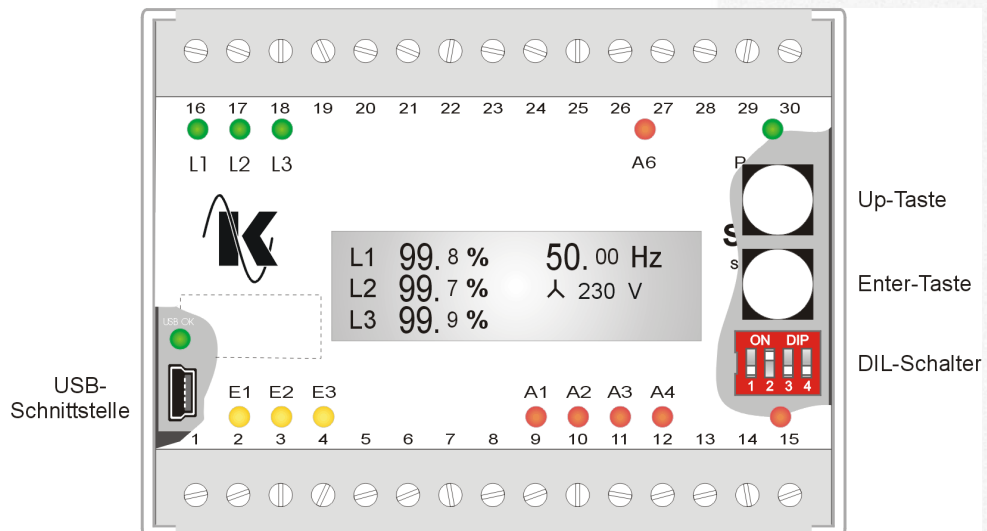 16 17 18 19 20 21 22 23 24 25 26 27 28 29 30
L1 L2 L3 A6 P
Up-Taste
S
s
L1 99. 8 % 50. 00 Hz
L2 99. 7 % 230 V
L3 99. 9 %
Enter-Taste
USB OK
ON DIP
1 2 3 4
DIL-Schalter
USB-
Schnittstelle
E1 E2 E3 A1 A2 A3 A4
1 2 3 4 5 6 7 8 9 10 11 12 13 14 15